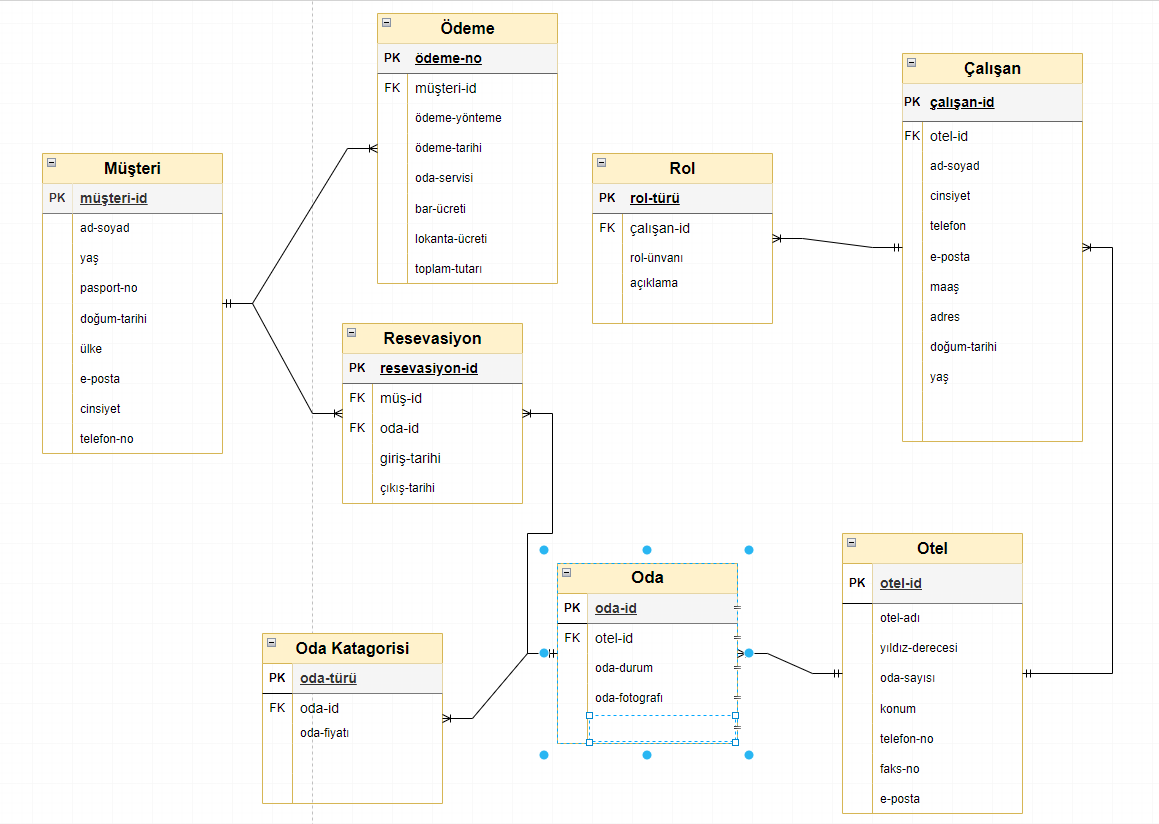 Ödeme
PK ödeme-no
FK müşteri-id
ödeme-yönteme
ödeme-tarihi
oda-servisi
bar-ücreti
lokanta-ücreti
toplam-tutarı
Çalışan
PK çalışan-id
FK otel-id
ad-soyad
cinsiyet
telefon
e-posta
maaş
adres
doğum-tarihi
yaş
Müşteri
PK müşteri-id
ad-soyad
yaş
pasport-no
doğum-tarihi
ülke
e-posta
cinsiyet
telefon-no
Rol
PK rol-türü
FK çalışan-id
rol-ünvanı
açıklama
Resevasiyon
PK resevasiyon-id
FK müş-id
FK oda-id
giriş-tarihi
çıkış-tarihi
Oda Katagorisi
PK oda-türü
FK oda-id
oda-fiyatı
Oda
PK oda-id
FK otel-id
oda-durum
oda-fotografı
Otel
PK otel-id
otel-adı
yıldız-derecesi
oda-sayısı
konum
telefon-no
faks-no
e-posta